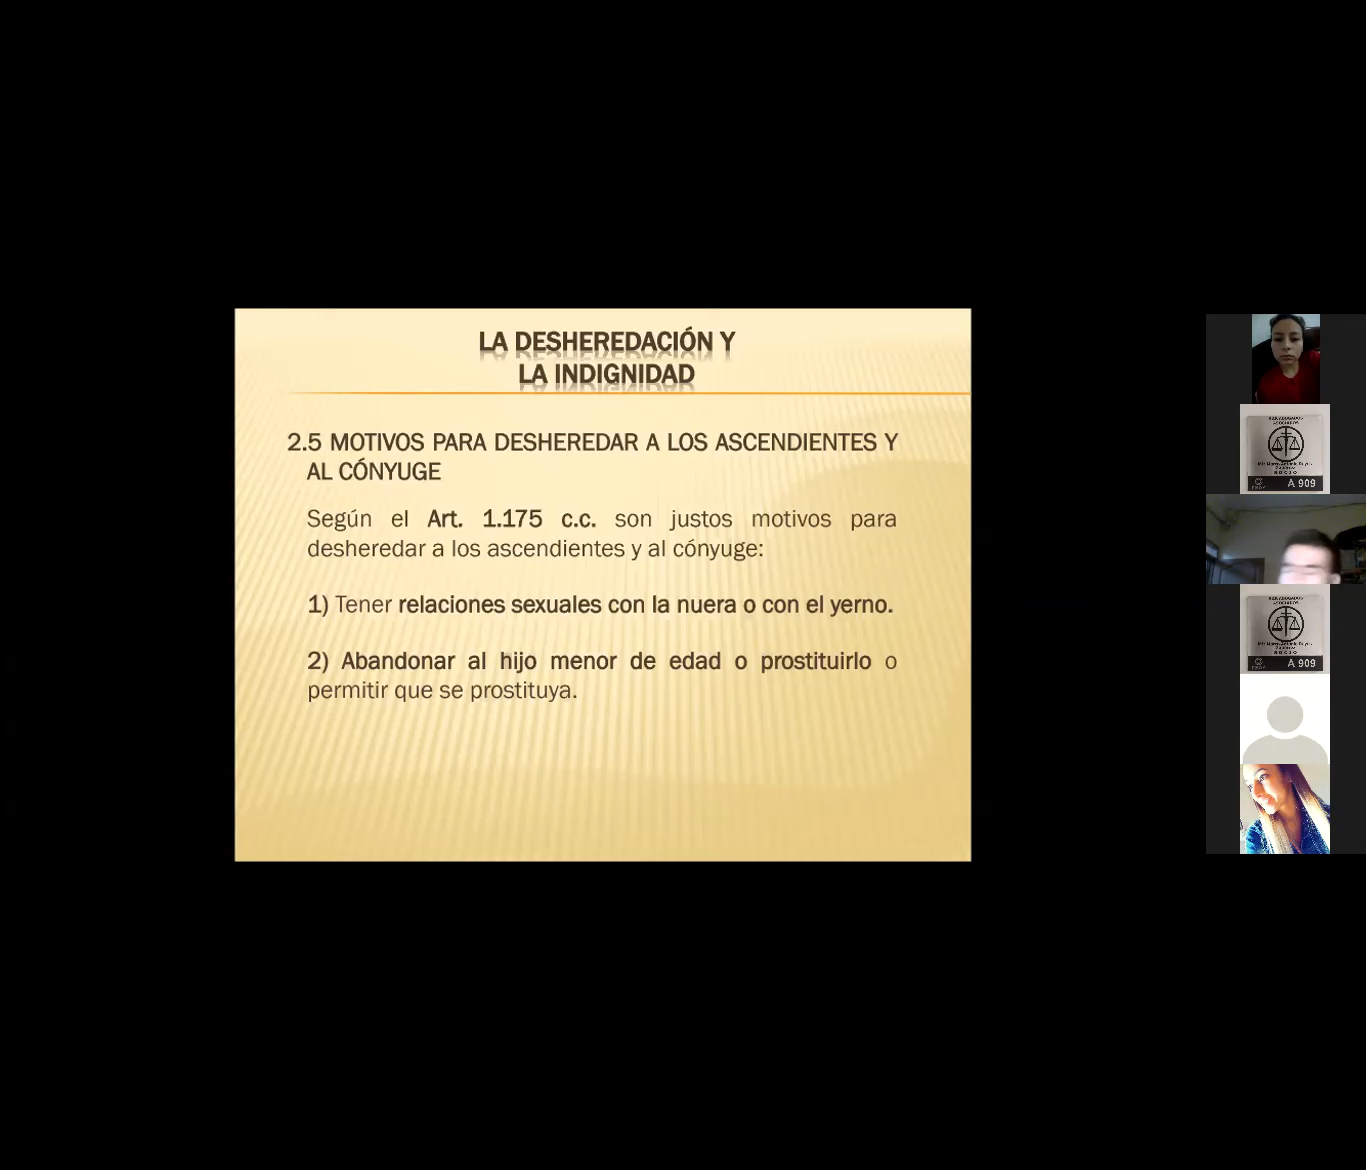 LA DESHEREDACIÓN Y
LA INDIGNIDAD
2.5 MOTIVOS PARA DESHEREDAR A LOS ASCENDIENTES Y
AL CÓNYUGE
Según el Art. 1.175 c.c. son justos motivos para
desheredar a los ascendientes y al cónyuge:
1) Tener relaciones sexuales con la nuera o con el yerno.
2) Abandonar al hijo menor de edad o prostituirlo o
permitir que se prostituya.
ASOCIADOS
A 909
ASOCIADOS
A 909